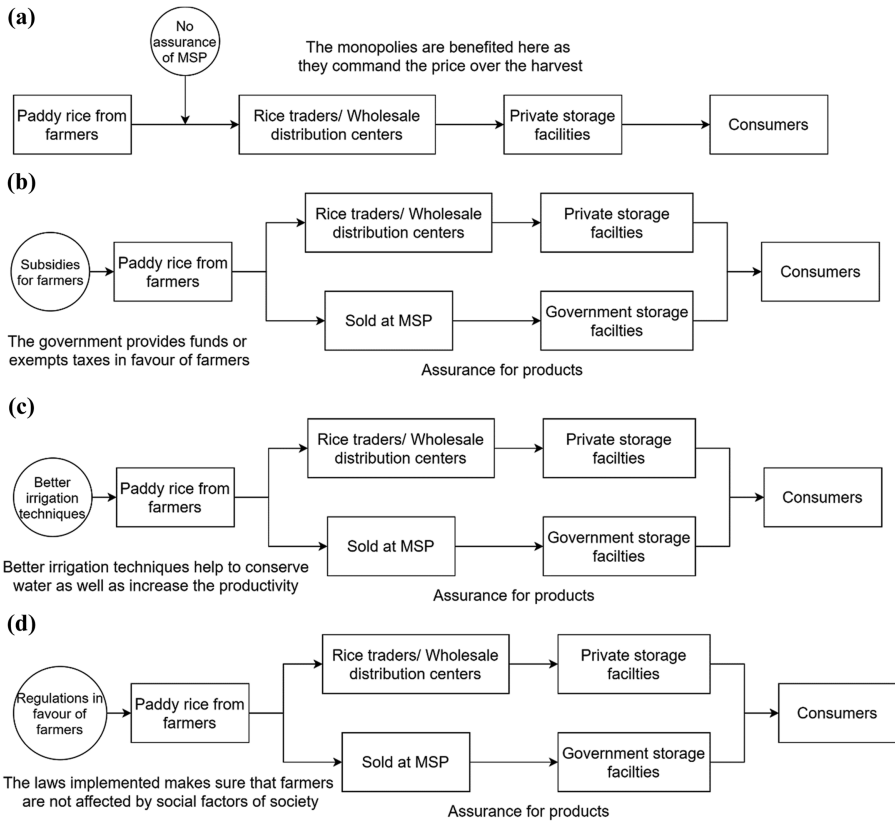 (a)
No
assurance
of MSP
The monopolies are benefited here as
they command the price over the harvest
Paddy rice from
farmers
Rice traders/ Wholesale
distribution centers
Private storage
facilities
Consumers
(b)
Subsidies
for farmers
Paddy rice from
farmers
Rice traders/ Wholesale
distribution centers
Private storage
facilties
Sold at MSP
Government storage
facilties
Consumers
The government provides funds or
exempts taxes in favour of farmers
Assurance for products
(c)
Better
irrigation
techniques
Paddy rice from
farmers
Rice traders/ Wholesale
distribution centers
Private storage
facilties
Sold at MSP
Government storage
facilties
Consumers
Better irrigation techniques help to conserve
water as well as increase the productivity
Assurance for products
(d)
Regulations in
favour of
farmers
Paddy rice from
farmers
Rice traders/ Wholesale
distribution centers
Private storage
facilties
Sold at MSP
Government storage
facilties
Consumers
The laws implemented makes sure that farmers
are not affected by social factors of society
Assurance for products